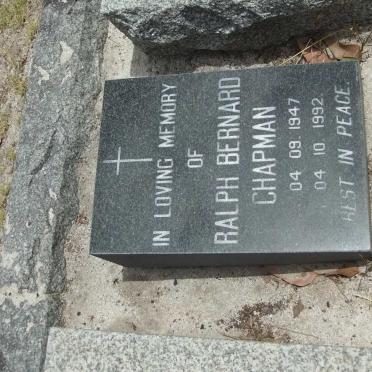 IN LOVING MEMORY
OF
RALPH BERNARD
CHAPMAN
04 09 1947
04 10 1992
REST IN PEACE.